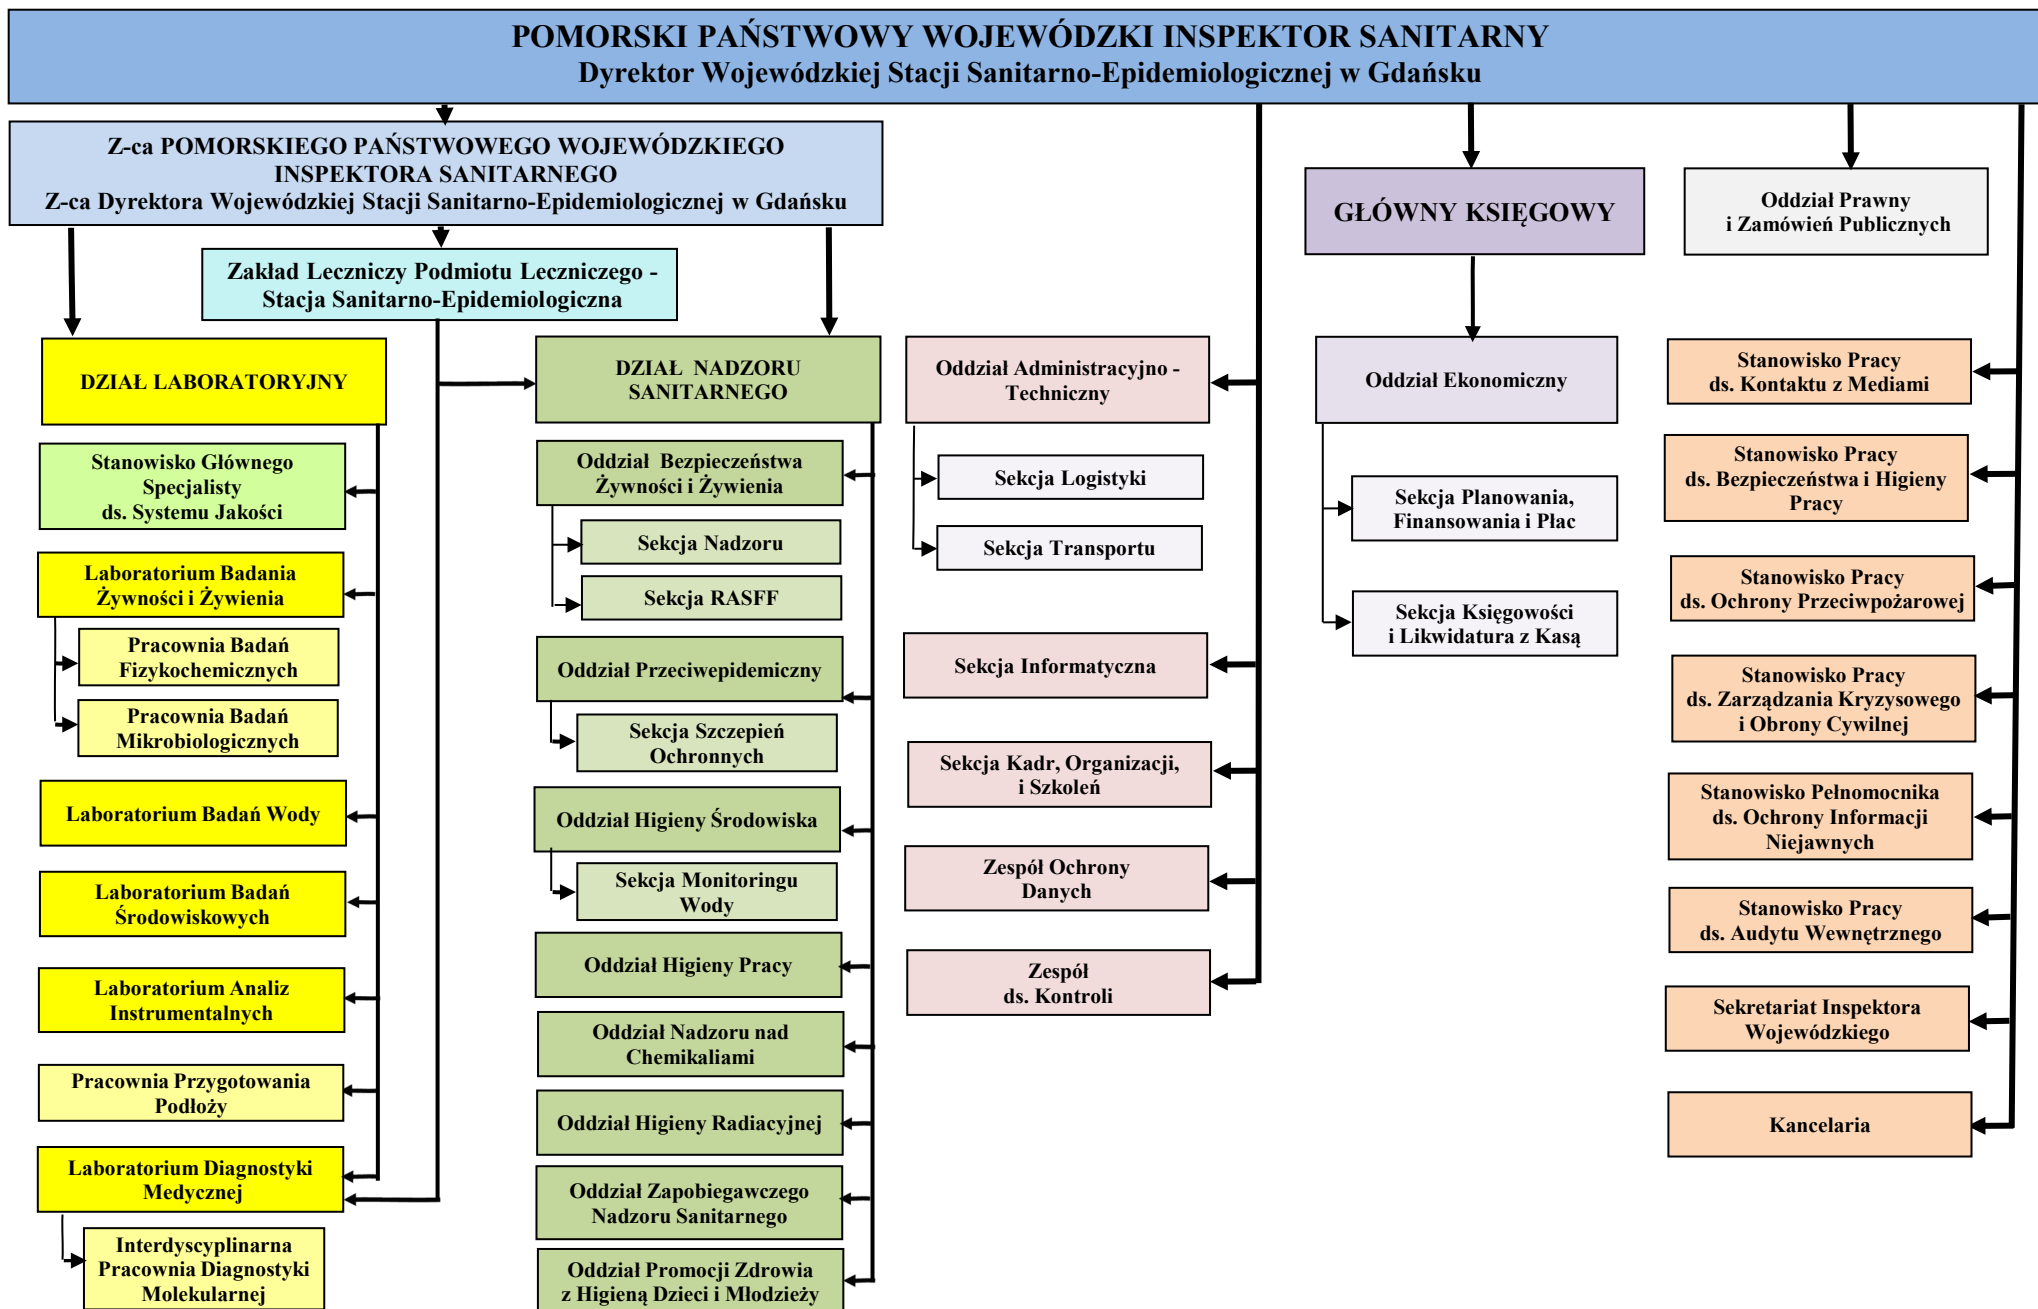 POMORSKI PAŃSTWOWY WOJEWÓDZKI INSPEKTOR SANITARNY
Dyrektor Wojewódzkiej Stacji Sanitarno-Epidemiologicznej w Gdańsku
Z-ca POMORSKIEGO PAŃSTWOWEGO WOJEWÓDZKIEGO
INSPEKTORA SANITARNEGO
Z-ca Dyrektora Wojewódzkiej Stacji Sanitarno-Epidemiologicznej w Gdańsku
Zakład Leczniczy Podmiotu Leczniczego -
Stacja Sanitarno-Epidemiologiczna
GŁÓWNY KSIĘGOWY
Oddział Prawny
i Zamówień Publicznych
DZIAŁ LABORATORYJNY
Stanowisko Głównego
Specjalisty
ds. Systemu Jakości
Laboratorium Badania
Żywności i Żywienia
Pracownia Badań
Fizykochemicznych
Pracownia Badań
Mikrobiologicznych
Laboratorium Badań Wody
Laboratorium Badań
Środowiskowych
Laboratorium Analiz
Instrumentalnych
Pracownia Przygotowania
Podłoży
Laboratorium Diagnostyki
Medycznej
Interdyscyplinarna
Pracownia Diagnostyki
Molekularnej
DZIAŁ NADZORU
SANITARNEGO
Oddział Bezpieczeństwa
Żywności i Żywienia
Sekcja Nadzoru
Sekcja RASFF
Oddział Przeciwepidemiczny
Sekcja Szczepień
Ochronnych
Oddział Higieny Środowiska
Sekcja Monitoringu
Wody
Oddział Higieny Pracy
Oddział Nadzoru nad
Chemikaliami
Oddział Higieny Radiacyjnej
Oddział Zapobiegawczego
Nadzoru Sanitarnego
Oddział Promocji Zdrowia
z Higieną Dzieci i Młodzieży
Oddział Administracyjno -
Techniczny
Sekcja Logistyki
Sekcja Transportu
Sekcja Informatyczna
Sekcja Kadr, Organizacji,
i Szkoleń
Zespół Ochrony
Danych
Zespół
ds. Kontroli
Oddział Ekonomiczny
Sekcja Planowania,
Finansowania i Płac
Sekcja Księgowości
i Likwidatura z Kasą
Stanowisko Pracy
ds. Kontaktu z Mediami
Stanowisko Pracy
ds. Bezpieczeństwa i Higieny
Pracy
Stanowisko Pracy
ds. Ochrony Przeciwpożarowej
Stanowisko Pracy
ds. Zarządzania Kryzysowego
i Obrony Cywilnej
Stanowisko Pełnomocnika
ds. Ochrony Informacji
Niejawnych
Stanowisko Pracy
ds. Audytu Wewnętrznego
Sekretariat Inspektora
Wojewódzkiego
Kancelaria